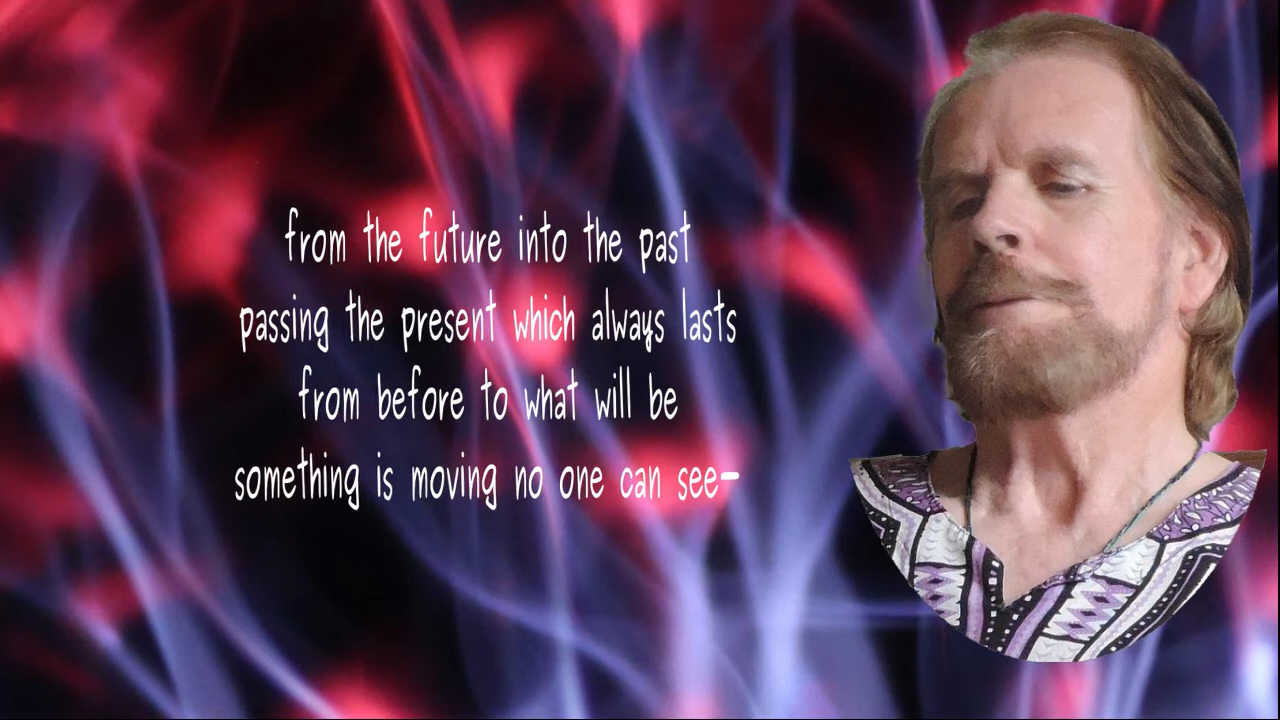 from the future into the past
passing the present which always lasts
from before to what will be
something is moving no one can see-